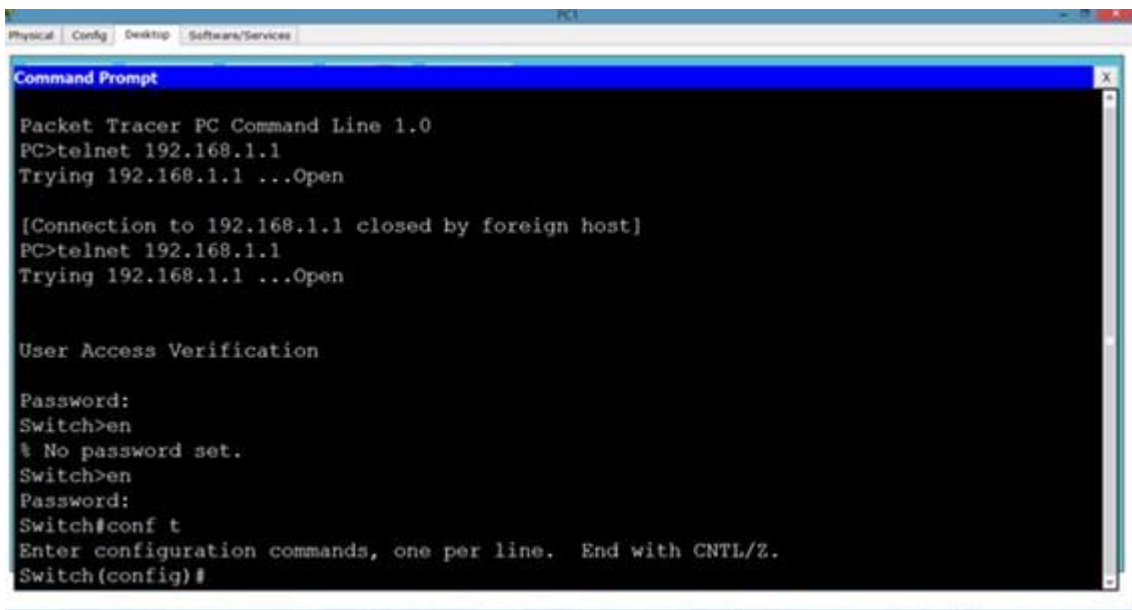 PC1
Physical Config Desktop Software/Services
Command Prompt
X
Packet Tracer PC Command Line 1.0
PC>telnet 192.168.1.1
Trying 192.168.1.1 ...Open
[Connection to 192.168.1.1 closed by foreign host]
PC>telnet 192.168.1.1
Trying 192.168.1.1 ...Open
User Access Verification
Password:
Switch>en
% No password set.
Switch>en
Password:
Switch#conf t
Enter configuration commands, one per line.  End with CNTL/Z.
Switch(config)#